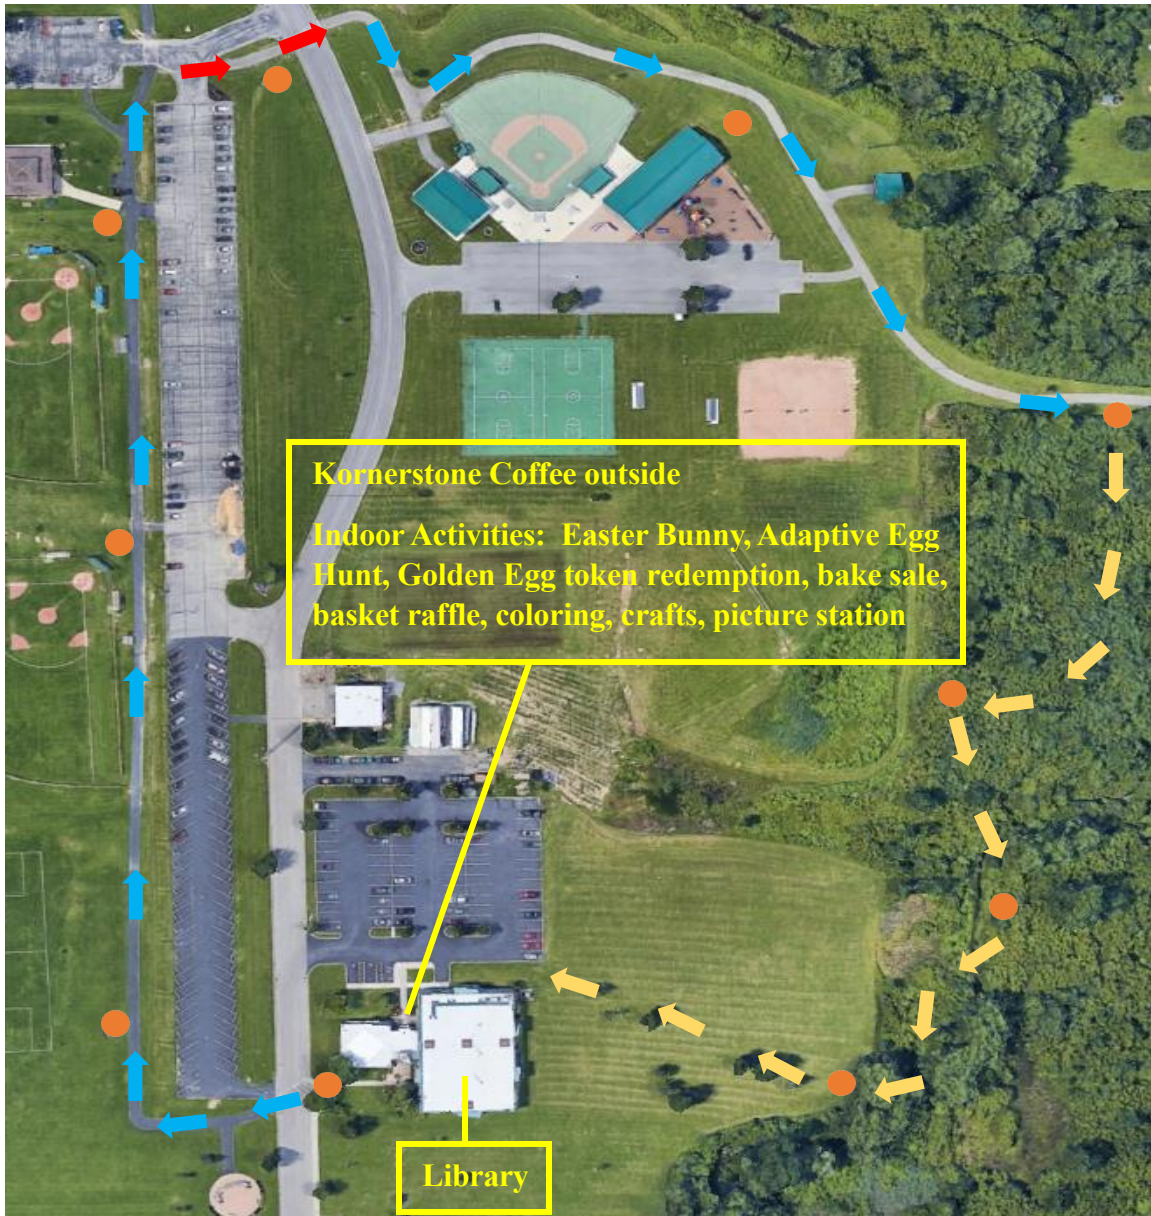 Kornerstone Coffee outside
Indoor Activities:  Easter Bunny, Adaptive Egg
Hunt, Golden Egg token redemption, bake sale,
basket raffle, coloring, crafts, picture station
Library